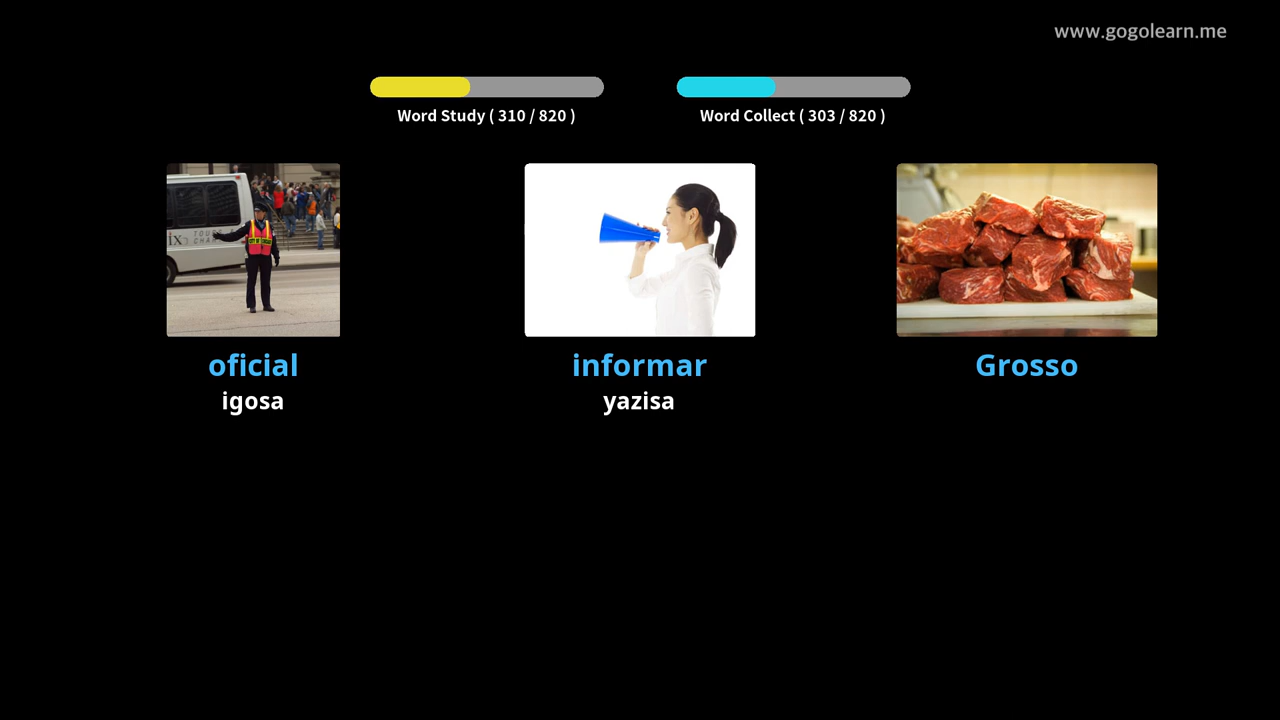 www.gogolearn.me
Word Study ( 310 / 820 )
Word Collect ( 303 / 820 )
oficial
igosa
informar
yazisa
Grosso